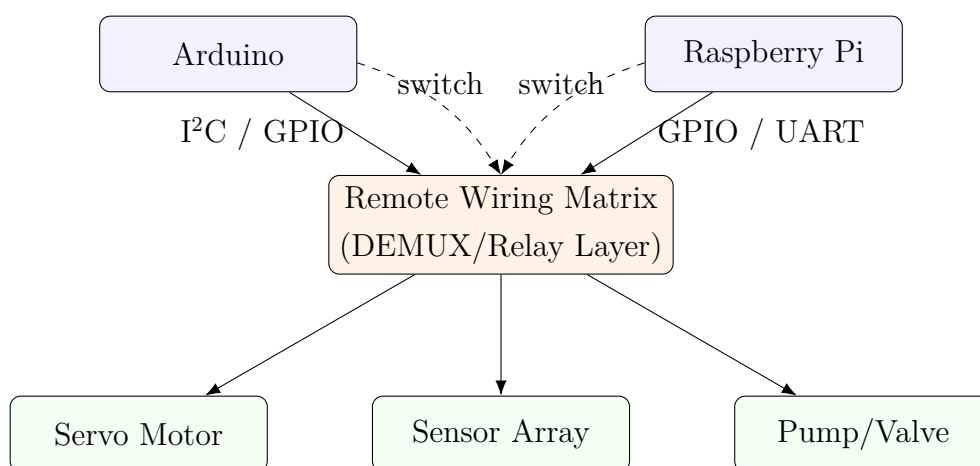 Arduino
Raspberry Pi
switch
switch
I²C / GPIO
GPIO / UART
Remote Wiring Matrix
(DEMUX/Relay Layer)
Servo Motor
Sensor Array
Pump/Valve